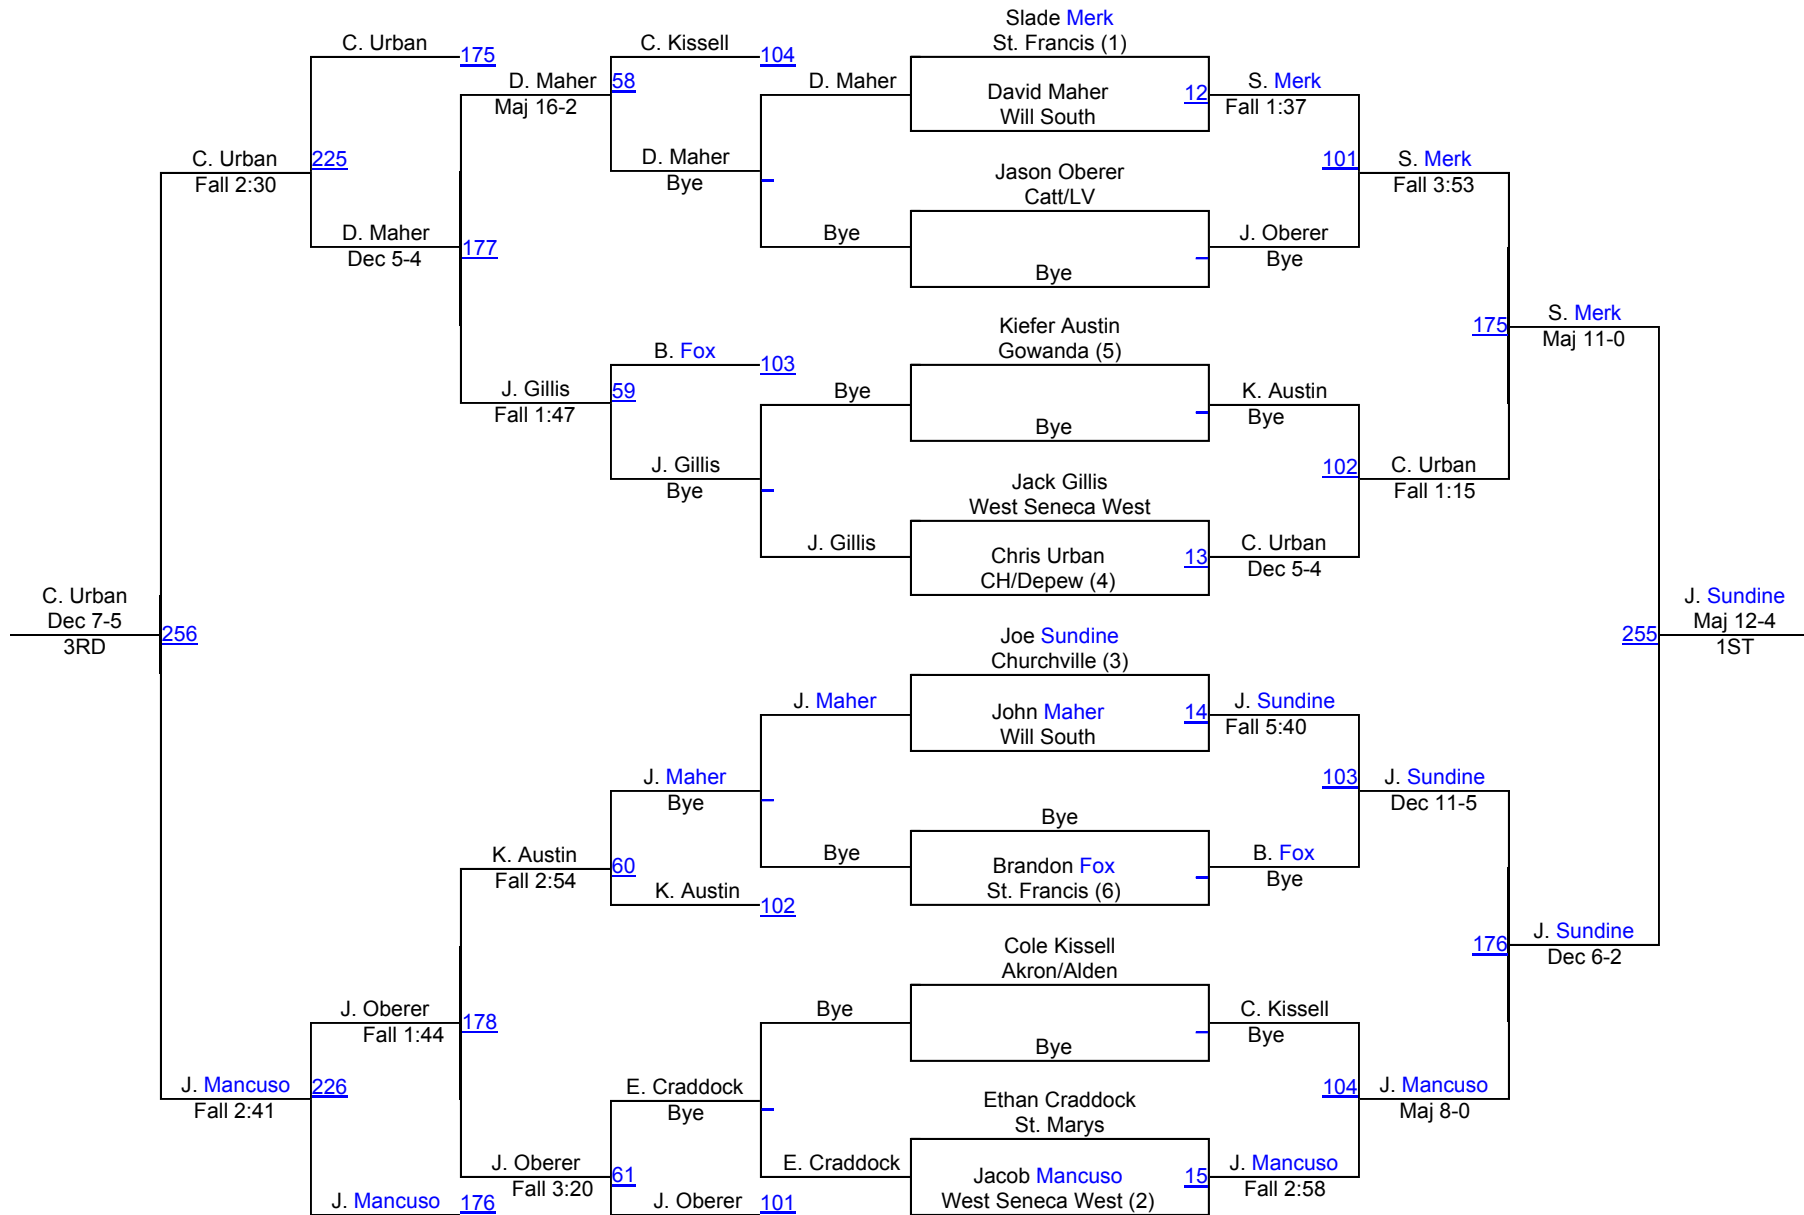 Slade Merk
C. Urban
175
C. Kissell
104
St. Francis (1)
D. Maher
58
D. Maher
David Maher
12
S. Merk
Maj 16-2
Will South
Fall 1:37
C. Urban
225
D. Maher
Jason Oberer
101
S. Merk
Fall 2:30
Bye
Catt/LV
Fall 3:53
D. Maher
177
Bye
J. Oberer
Dec 5-4
Bye
Bye
Kiefer Austin
175
S. Merk
B. Fox
103
Gowanda (5)
Maj 11-0
J. Gillis
59
Bye
K. Austin
Fall 1:47
Bye
Bye
J. Gillis
Jack Gillis
102
C. Urban
Bye
West Seneca West
Fall 1:15
J. Gillis
Chris Urban
13
C. Urban
CH/Depew (4)
Dec 5-4
C. Urban
J. Sundine
Dec 7-5
256
Joe Sundine
255
Maj 12-4
3RD
Churchville (3)
1ST
J. Maher
John Maher
14
J. Sundine
Will South
Fall 5:40
J. Maher
103
J. Sundine
Bye
Bye
Dec 11-5
K. Austin
60
Bye
Brandon Fox
B. Fox
Fall 2:54
K. Austin
102
St. Francis (6)
Bye
Cole Kissell
176
J. Sundine
Akron/Alden
Dec 6-2
J. Oberer
178
Bye
C. Kissell
Fall 1:44
Bye
Bye
J. Mancuso
226
E. Craddock
Ethan Craddock
104
J. Mancuso
Fall 2:41
Bye
St. Marys
Maj 8-0
J. Oberer
61
E. Craddock
Jacob Mancuso
15
J. Mancuso
Fall 3:20
West Seneca West (2)
Fall 2:58
J. Mancuso
176
J. Oberer
101